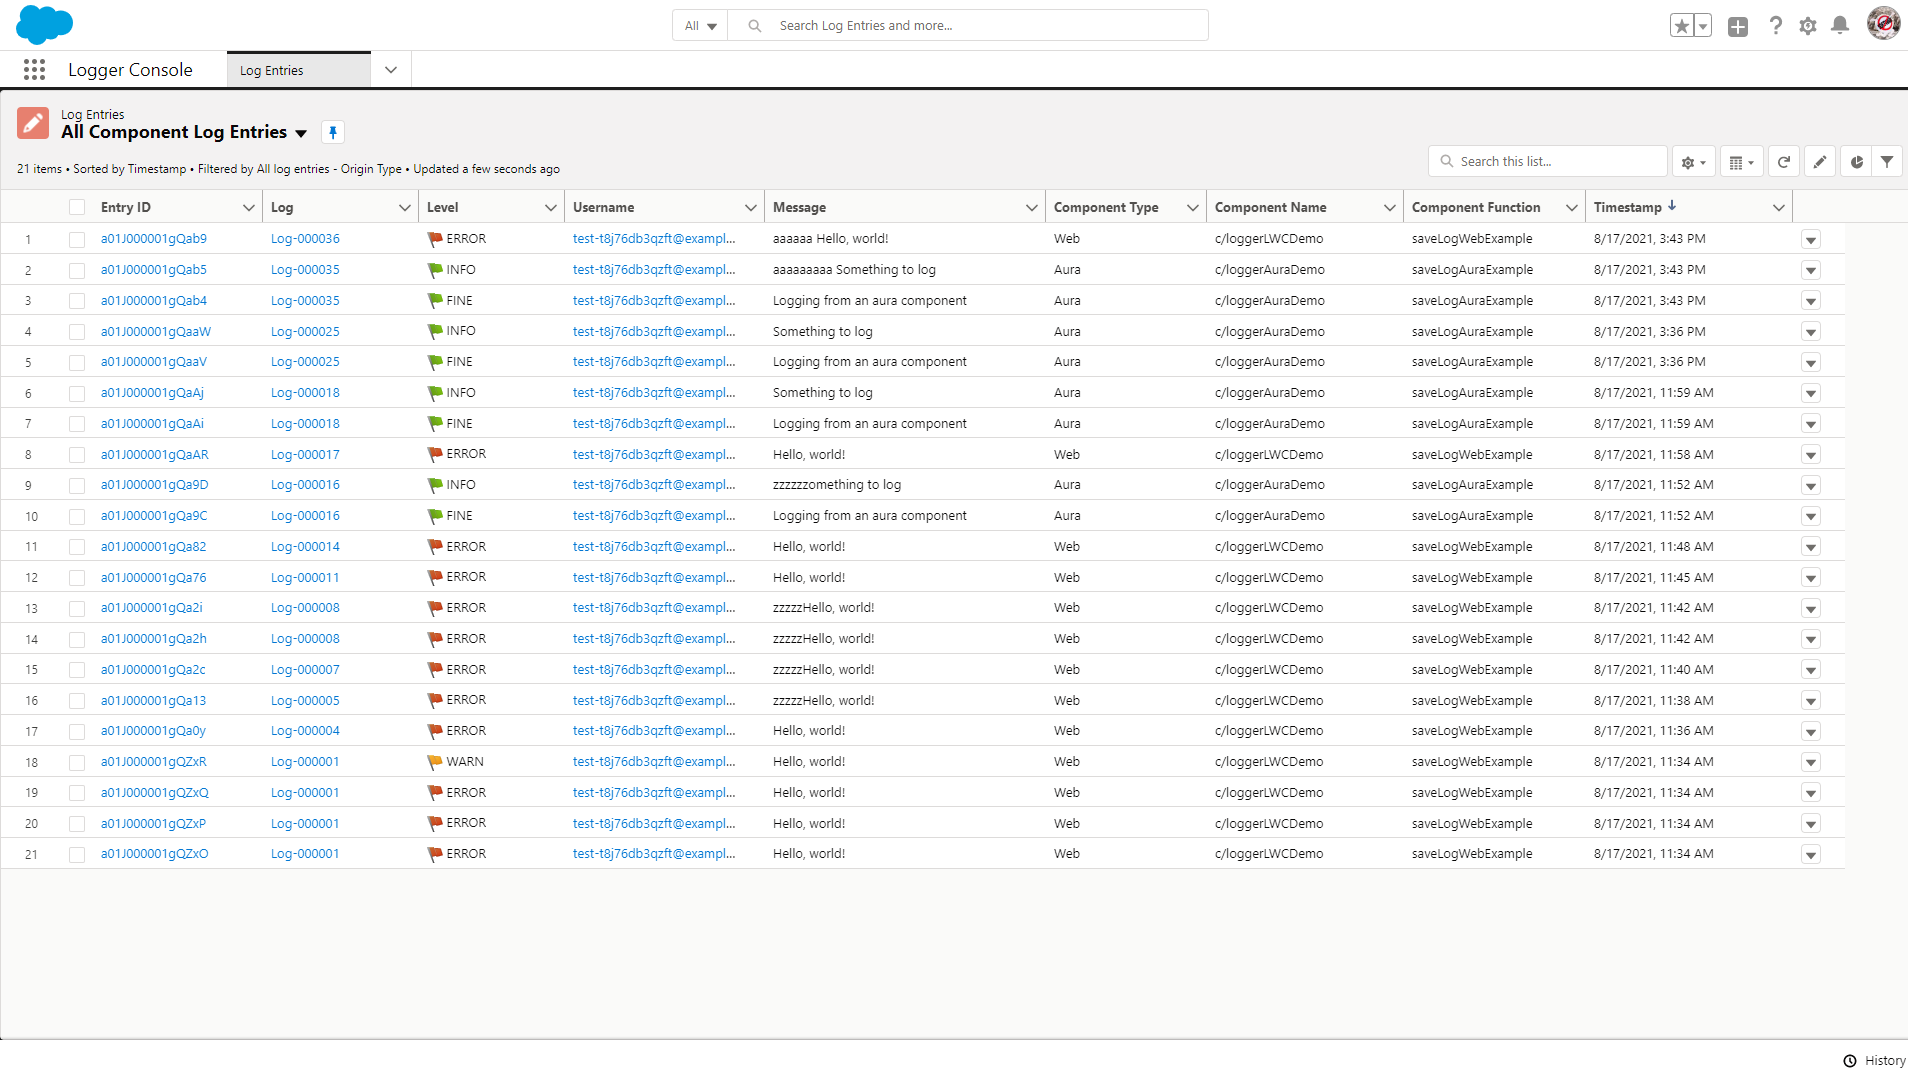 All Search Log Entries and more...
Logger Console Log Entries
Log Entries
All Component Log Entries
21 items • Sorted by Timestamp • Filtered by All log entries - Origin Type • Updated a few seconds ago
Search this list...
Entry ID Log Level Username Message Component Type Component Name Component Function Timestamp
1 a01J000001gQab9 Log-000036 ERROR test-t8j76db3qzft@exampl... aaaaaa Hello, world! Web c/loggerLWCDemo saveLogWebExample 8/17/2021, 3:43 PM
2 a01J000001gQab5 Log-000035 INFO test-t8j76db3qzft@exampl... aaaaaaaaa Something to log Aura c/loggerAuraDemo saveLogAuraExample 8/17/2021, 3:43 PM
3 a01J000001gQab4 Log-000035 FINE test-t8j76db3qzft@exampl... Logging from an aura component Aura c/loggerAuraDemo saveLogAuraExample 8/17/2021, 3:43 PM
4 a01J000001gQaaW Log-000025 INFO test-t8j76db3qzft@exampl... Something to log Aura c/loggerAuraDemo saveLogAuraExample 8/17/2021, 3:36 PM
5 a01J000001gQaaV Log-000025 FINE test-t8j76db3qzft@exampl... Logging from an aura component Aura c/loggerAuraDemo saveLogAuraExample 8/17/2021, 3:36 PM
6 a01J000001gQaAj Log-000018 INFO test-t8j76db3qzft@exampl... Something to log Aura c/loggerAuraDemo saveLogAuraExample 8/17/2021, 11:59 AM
7 a01J000001gQaAi Log-000018 FINE test-t8j76db3qzft@exampl... Logging from an aura component Aura c/loggerAuraDemo saveLogAuraExample 8/17/2021, 11:59 AM
8 a01J000001gQaAR Log-000017 ERROR test-t8j76db3qzft@exampl... Hello, world! Web c/loggerLWCDemo saveLogWebExample 8/17/2021, 11:58 AM
9 a01J000001gQa9D Log-000016 INFO test-t8j76db3qzft@exampl... zzzzzzomething to log Aura c/loggerAuraDemo saveLogAuraExample 8/17/2021, 11:52 AM
10 a01J000001gQa9C Log-000016 FINE test-t8j76db3qzft@exampl... Logging from an aura component Aura c/loggerAuraDemo saveLogAuraExample 8/17/2021, 11:52 AM
11 a01J000001gQa82 Log-000014 ERROR test-t8j76db3qzft@exampl... Hello, world! Web c/loggerLWCDemo saveLogWebExample 8/17/2021, 11:48 AM
12 a01J000001gQa76 Log-000011 ERROR test-t8j76db3qzft@exampl... Hello, world! Web c/loggerLWCDemo saveLogWebExample 8/17/2021, 11:45 AM
13 a01J000001gQa2i Log-000008 ERROR test-t8j76db3qzft@exampl... zzzzzHello, world! Web c/loggerLWCDemo saveLogWebExample 8/17/2021, 11:42 AM
14 a01J000001gQa2h Log-000008 ERROR test-t8j76db3qzft@exampl... zzzzzHello, world! Web c/loggerLWCDemo saveLogWebExample 8/17/2021, 11:42 AM
15 a01J000001gQa2c Log-000007 ERROR test-t8j76db3qzft@exampl... zzzzzHello, world! Web c/loggerLWCDemo saveLogWebExample 8/17/2021, 11:40 AM
16 a01J000001gQa13 Log-000005 ERROR test-t8j76db3qzft@exampl... zzzzzHello, world! Web c/loggerLWCDemo saveLogWebExample 8/17/2021, 11:38 AM
17 a01J000001gQa0y Log-000004 ERROR test-t8j76db3qzft@exampl... Hello, world! Web c/loggerLWCDemo saveLogWebExample 8/17/2021, 11:36 AM
18 a01J000001gQZxR Log-000001 WARN test-t8j76db3qzft@exampl... Hello, world! Web c/loggerLWCDemo saveLogWebExample 8/17/2021, 11:34 AM
19 a01J000001gQZxQ Log-000001 ERROR test-t8j76db3qzft@exampl... Hello, world! Web c/loggerLWCDemo saveLogWebExample 8/17/2021, 11:34 AM
20 a01J000001gQZxP Log-000001 ERROR test-t8j76db3qzft@exampl... Hello, world! Web c/loggerLWCDemo saveLogWebExample 8/17/2021, 11:34 AM
21 a01J000001gQZxO Log-000001 ERROR test-t8j76db3qzft@exampl... Hello, world! Web c/loggerLWCDemo saveLogWebExample 8/17/2021, 11:34 AM
History